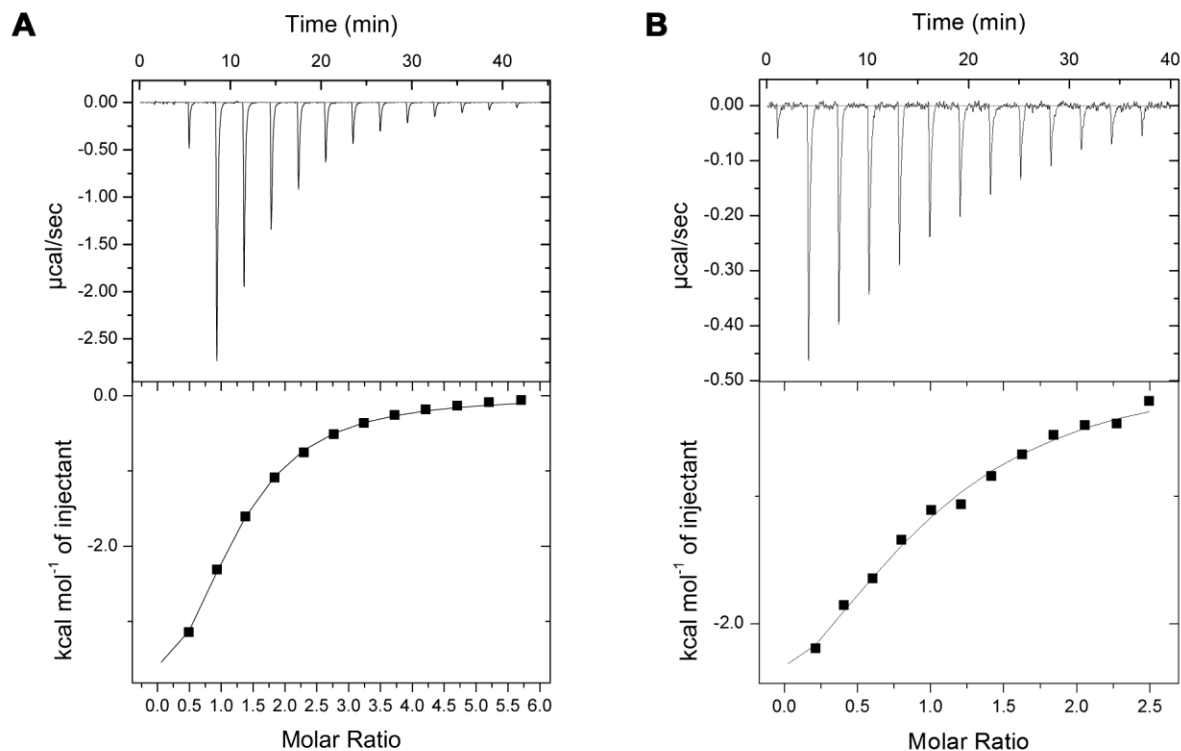 A
Time (min)
0 10 20 30 40
0.00
-0.50
-1.00
-1.50
-2.00
-2.50
µcal/sec
0.0
-2.0
kcal mol⁻¹ of injectant
0.0 0.5 1.0 1.5 2.0 2.5 3.0 3.5 4.0 4.5 5.0 5.5 6.0
Molar Ratio
B
Time (min)
0 10 20 30 40
0.00
-0.10
-0.20
-0.30
-0.40
-0.50
µcal/sec
-2.0
kcal mol⁻¹ of injectant
0.0 0.5 1.0 1.5 2.0 2.5
Molar Ratio